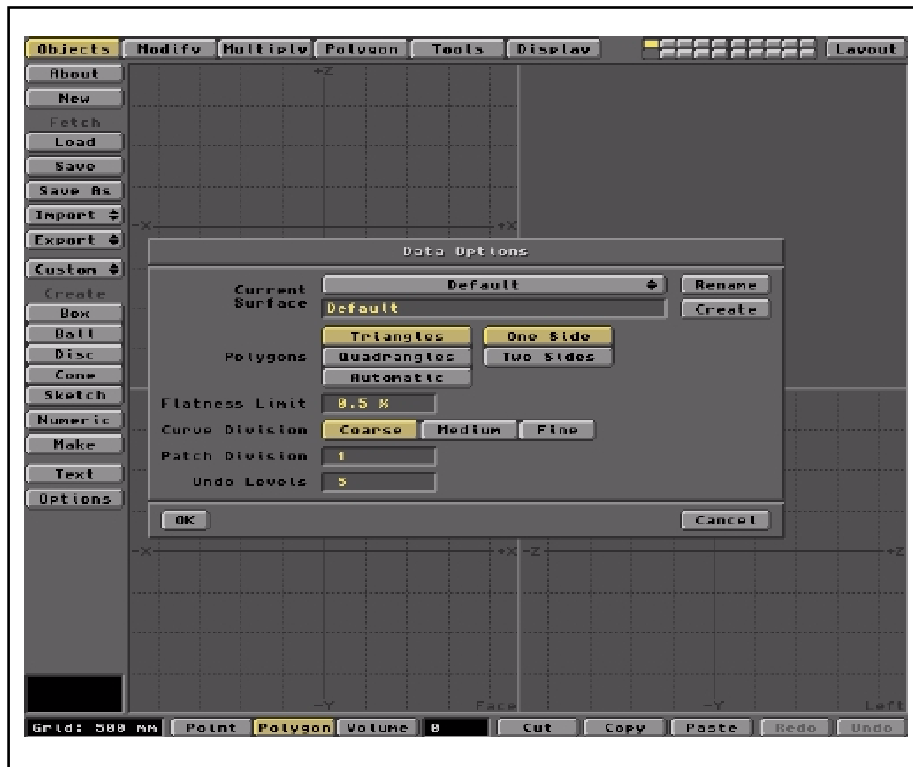 Objects Modify Multiply Polygon Tools Display Layout
About
New
Fetch
Load
Save
Save As
Import
Export
Custom
Create
Box
Ball
Disc
Cone
Sketch
Numeric
Make
Text
Options
+Z
-X +X
Data Options
Current Surface Default Rename
Default Create
Polygons Triangles One Side
Quadrangles Two Sides
Automatic
Flatness Limit 0.5 %
Curve Division Coarse Medium Fine
Patch Division 1
Undo Levels 5
OK Cancel
-X +X -Z +Z
-Y Face -Y Left
Grid: 500 mm Point Polygon Volume 0 Cut Copy Paste Redo Undo